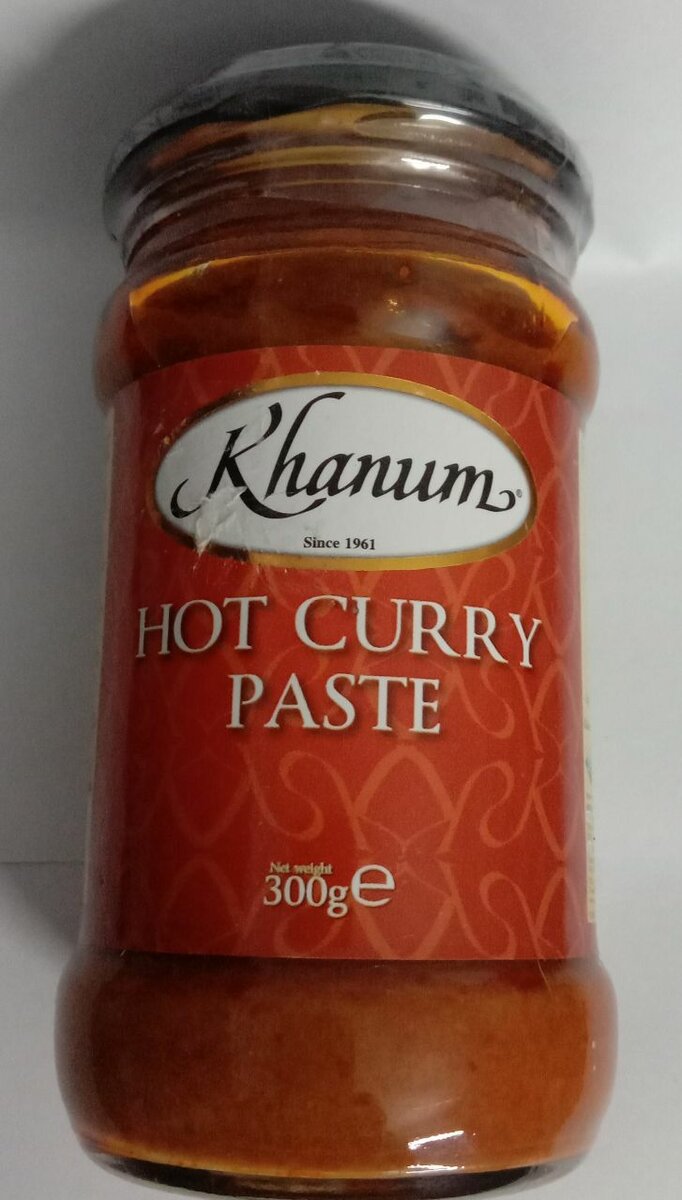 Khanum®
Since 1961
HOT CURRY
PASTE
Net weight
300g℮